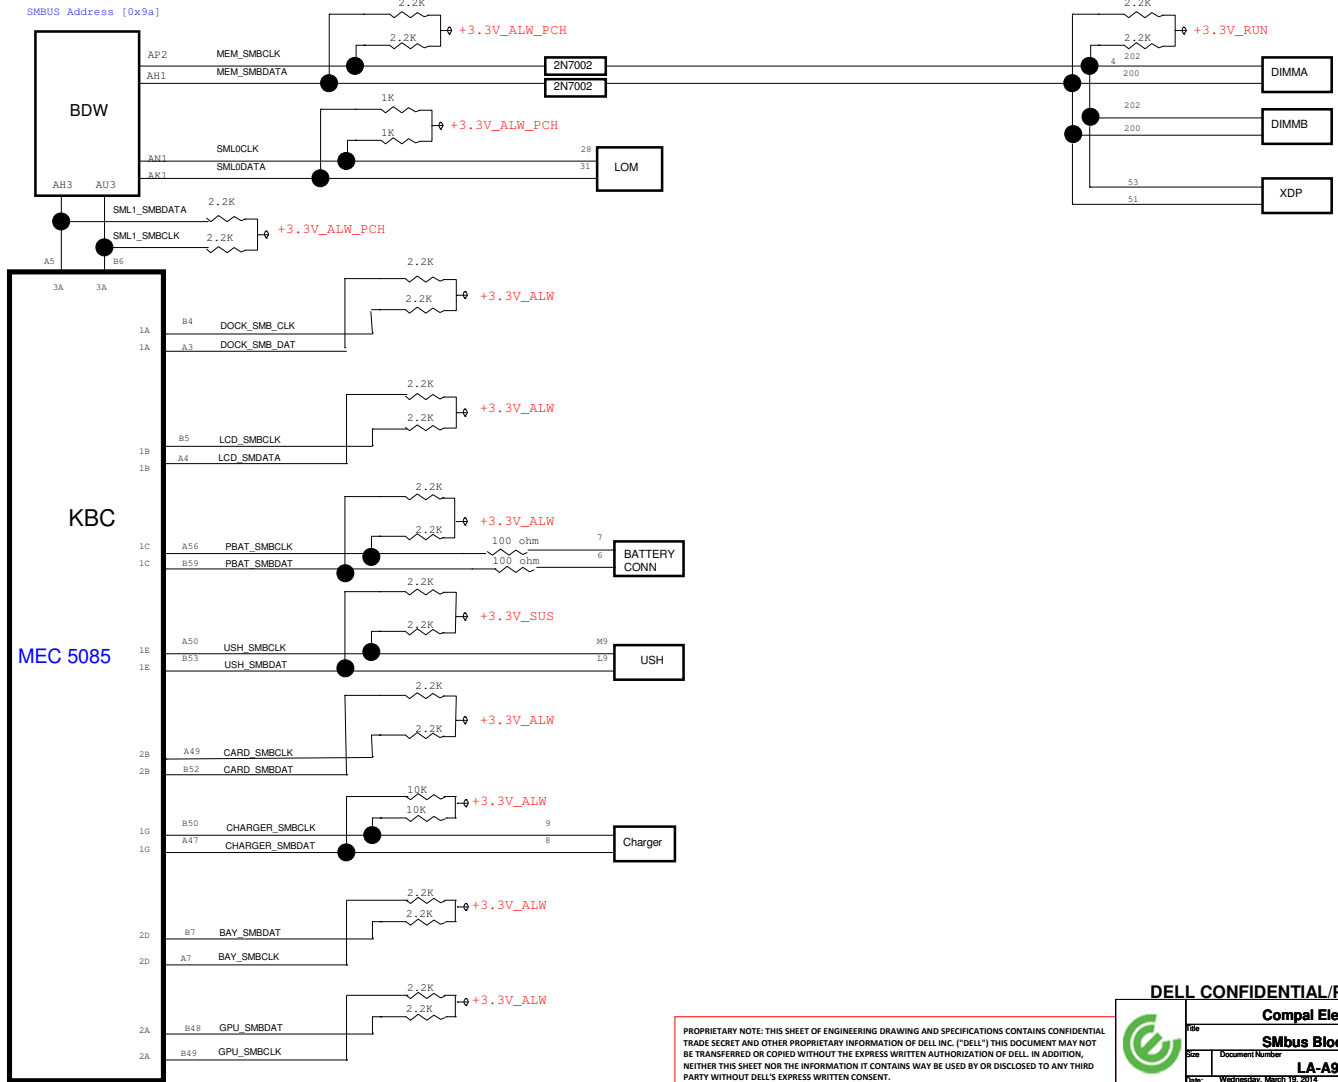 SMBUS Address [0x9a]
2.2K
2.2K
+3.3V_ALW_PCH
2.2K
2.2K
+3.3V_RUN
BDW
AP2
MEM_SMBCLK
AH1
MEM_SMBDATA
2N7002
2N7002
4
202
200
DIMMA
1K
1K
+3.3V_ALW_PCH
202
200
DIMMB
AN1
SML0CLK
28
AK1
SML0DATA
31
LOM
53
51
XDP
AH3
AU3
SML1_SMBDATA
2.2K
SML1_SMBCLK
2.2K
+3.3V_ALW_PCH
A5
B6
3A
3A
2.2K
2.2K
+3.3V_ALW
1A
B4
DOCK_SMB_CLK
1A
A3
DOCK_SMB_DAT
2.2K
2.2K
+3.3V_ALW
1B
B5
LCD_SMBCLK
1B
A4
LCD_SMDATA
KBC
2.2K
2.2K
+3.3V_ALW
1C
A56
PBAT_SMBCLK
100 ohm
7
1C
B59
PBAT_SMBDAT
100 ohm
6
BATTERY
CONN
2.2K
2.2K
+3.3V_SUS
MEC 5085
1E
A50
USH_SMBCLK
M9
1E
B53
USH_SMBDAT
L9
USH
2.2K
2.2K
+3.3V_ALW
2B
A49
CARD_SMBCLK
2B
B52
CARD_SMBDAT
10K
10K
+3.3V_ALW
1G
B50
CHARGER_SMBCLK
9
1G
A47
CHARGER_SMBDAT
8
Charger
2.2K
2.2K
+3.3V_ALW
2D
B7
BAY_SMBDAT
2D
A7
BAY_SMBCLK
2.2K
2.2K
+3.3V_ALW
2A
B48
GPU_SMBDAT
2A
B49
GPU_SMBCLK
PROPRIETARY NOTE: THIS SHEET OF ENGINEERING DRAWING AND SPECIFICATIONS CONTAINS CONFIDENTIAL
TRADE SECRET AND OTHER PROPRIETARY INFORMATION OF DELL INC. ("DELL") THIS DOCUMENT MAY NOT
BE TRANSFERRED OR COPIED WITHOUT THE EXPRESS WRITTEN AUTHORIZATION OF DELL. IN ADDITION,
NEITHER THIS SHEET NOR THE INFORMATION IT CONTAINS WAY BE USED BY OR DISCLOSED TO ANY THIRD
PARTY WITHOUT DELL'S EXPRESS WRITTEN CONSENT.
DELL CONFIDENTIAL/
Compal Ele
Title
SMbus Bloc
Size
Document Number
LA-A9
Date:
Wednesday, March 19, 2014